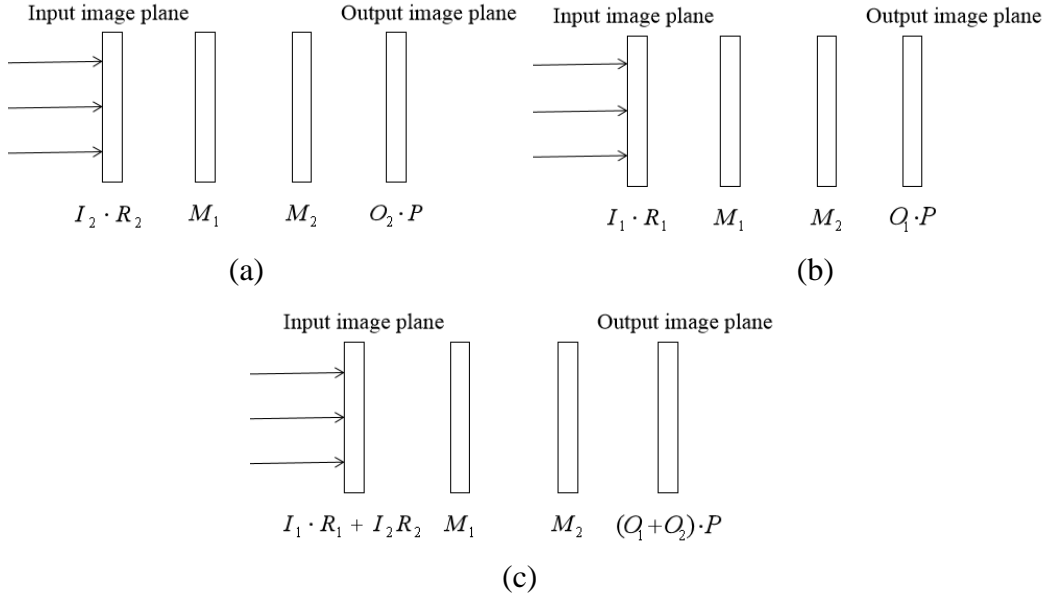 Input image plane Output image plane
I₂ · R₂ M₁ M₂ O₂ · P
(a)
Input image plane Output image plane
I₁ · R₁ M₁ M₂ O₁ · P
(b)
Input image plane Output image plane
I₁ · R₁ + I₂R₂ M₁ M₂ (O₁+O₂) · P
(c)